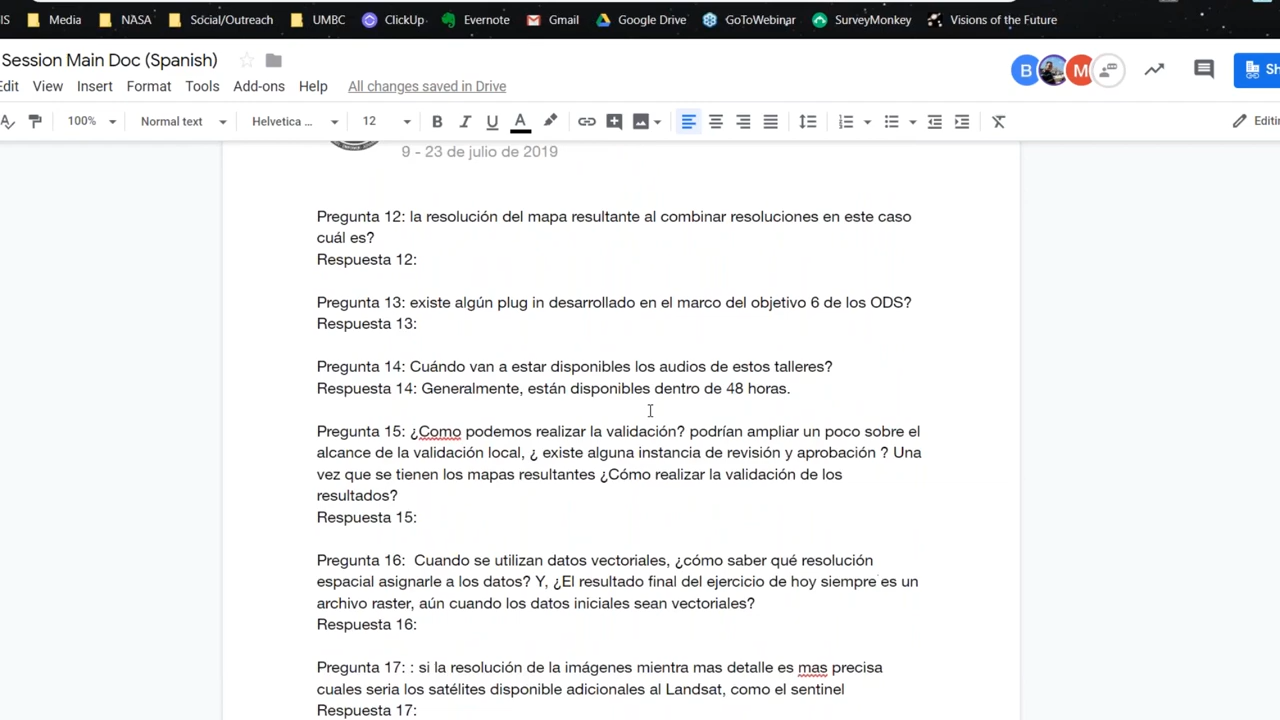 IS Media NASA Social/Outreach UMBC ClickUp Evernote Gmail Google Drive GoToWebinar SurveyMonkey Visions of the Future
Session Main Doc (Spanish)
B M Sh
Edit View Insert Format Tools Add-ons Help All changes saved in Drive
100% Normal text Helvetica ... 12 B I U A Editin
9 - 23 de julio de 2019
Pregunta 12: la resolución del mapa resultante al combinar resoluciones en este caso
cuál es?
Respuesta 12:
Pregunta 13: existe algún plug in desarrollado en el marco del objetivo 6 de los ODS?
Respuesta 13:
Pregunta 14: Cuándo van a estar disponibles los audios de estos talleres?
Respuesta 14: Generalmente, están disponibles dentro de 48 horas.
Pregunta 15: ¿Como podemos realizar la validación? podrían ampliar un poco sobre el
alcance de la validación local, ¿ existe alguna instancia de revisión y aprobación ? Una
vez que se tienen los mapas resultantes ¿Cómo realizar la validación de los
resultados?
Respuesta 15:
Pregunta 16:  Cuando se utilizan datos vectoriales, ¿cómo saber qué resolución
espacial asignarle a los datos? Y, ¿El resultado final del ejercicio de hoy siempre es un
archivo raster, aún cuando los datos iniciales sean vectoriales?
Respuesta 16:
Pregunta 17: : si la resolución de la imágenes mientra mas detalle es mas precisa
cuales seria los satélites disponible adicionales al Landsat, como el sentinel
Respuesta 17: